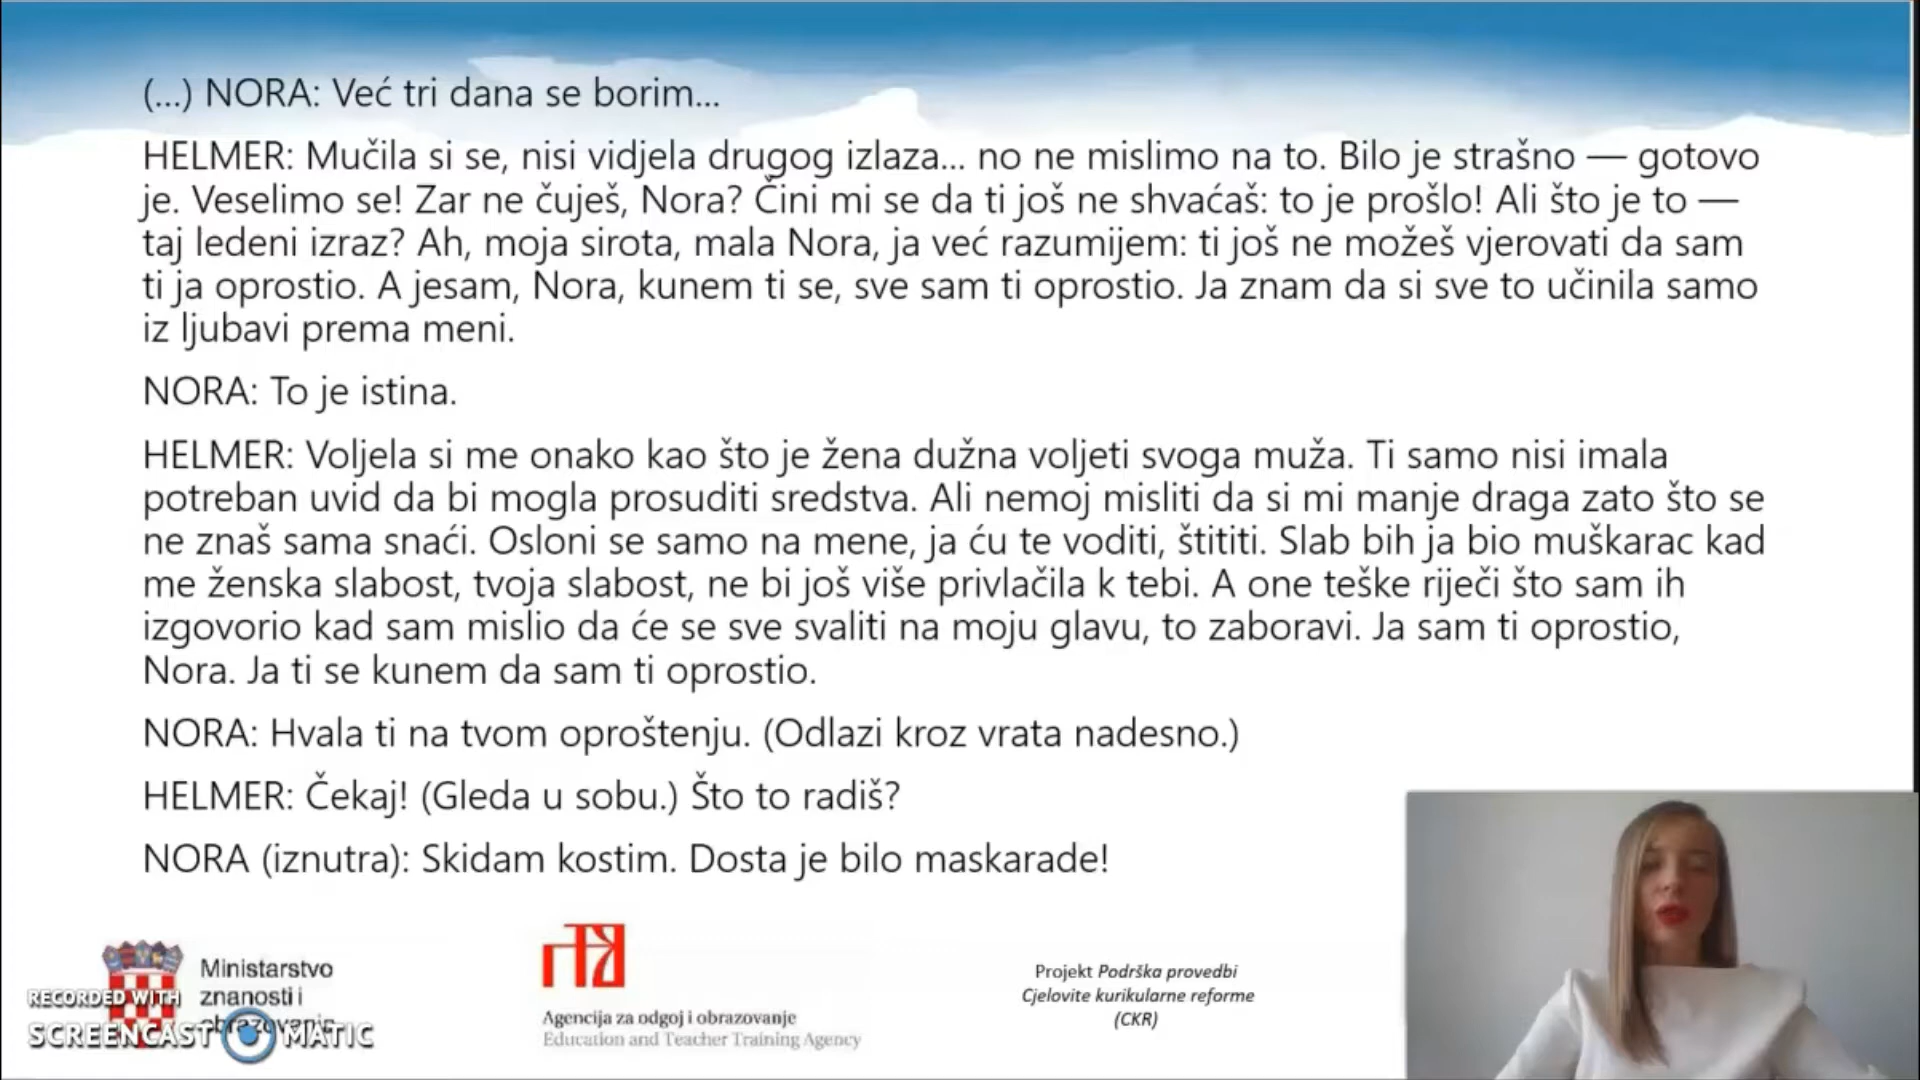 (...) NORA: Već tri dana se borim...
HELMER: Mučila si se, nisi vidjela drugog izlaza... no ne mislimo na to. Bilo je strašno — gotovo
je. Veselimo se! Zar ne čuješ, Nora? Čini mi se da ti još ne shvaćaš: to je prošlo! Ali što je to —
taj ledeni izraz? Ah, moja sirota, mala Nora, ja već razumijem: ti još ne možeš vjerovati da sam
ti ja oprostio. A jesam, Nora, kunem ti se, sve sam ti oprostio. Ja znam da si sve to učinila samo
iz ljubavi prema meni.
NORA: To je istina.
HELMER: Voljela si me onako kao što je žena dužna voljeti svoga muža. Ti samo nisi imala
potreban uvid da bi mogla prosuditi sredstva. Ali nemoj misliti da si mi manje draga zato što se
ne znaš sama snaći. Osloni se samo na mene, ja ću te voditi, štititi. Slab bih ja bio muškarac kad
me ženska slabost, tvoja slabost, ne bi još više privlačila k tebi. A one teške riječi što sam ih
izgovorio kad sam mislio da će se sve svaliti na moju glavu, to zaboravi. Ja sam ti oprostio,
Nora. Ja ti se kunem da sam ti oprostio.
NORA: Hvala ti na tvom oproštenju. (Odlazi kroz vrata nadesno.)
HELMER: Čekaj! (Gleda u sobu.) Što to radiš?
NORA (iznutra): Skidam kostim. Dosta je bilo maskarade!
Ministarstvo
znanosti i
obrazovanja
RECORDED WITH
SCREENCAST MATIC
Agencija za odgoj i obrazovanje
Education and Teacher Training Agency
Projekt Podrška provedbi
Cjelovite kurikularne reforme
(CKR)